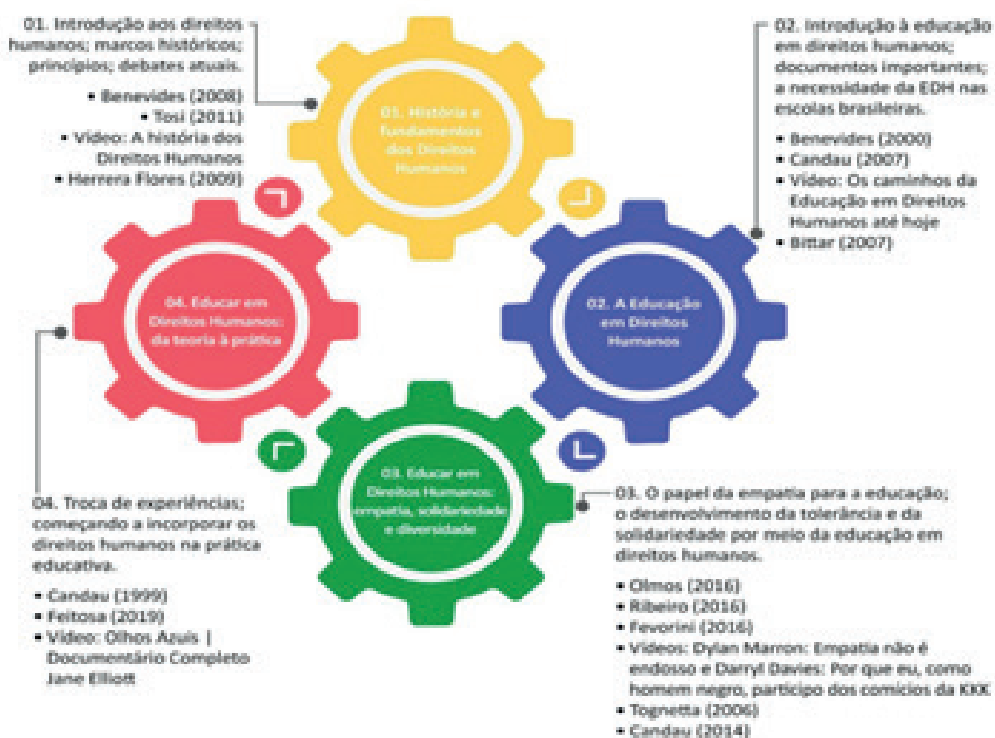 01. Introdução aos direitos
humanos; marcos históricos;
princípios; debates atuais.
• Benevides (2008)
• Tosi (2011)
• Vídeo: A história dos
Direitos Humanos
• Herrera Flores (2009)
01. História e
fundamentos
dos Direitos
Humanos
02. Introdução à educação
em direitos humanos;
documentos importantes;
a necessidade da EDH nas
escolas brasileiras.
• Benevides (2000)
• Candau (2007)
• Vídeo: Os caminhos da
Educação em Direitos
Humanos até hoje
• Bittar (2007)
02. A Educação
em Direitos
Humanos
03. Educar em
Direitos Humanos:
empatia, solidariedade
e diversidade
03. O papel da empatia para a educação;
o desenvolvimento da tolerância e da
solidariedade por meio da educação em
direitos humanos.
• Olmos (2016)
• Ribeiro (2016)
• Fevorini (2016)
• Vídeos: Dylan Marron: Empatia não é
endosso e Darryl Davies: Por que eu, como
homem negro, participo dos comícios da KKK
• Tognetta (2006)
• Candau (2014)
04. Educar em
Direitos Humanos:
da teoria à prática
04. Troca de experiências;
começando a incorporar os
direitos humanos na prática
educativa.
• Candau (1999)
• Feitosa (2019)
• Vídeo: Olhos Azuis |
Documentário Completo
Jane Elliott